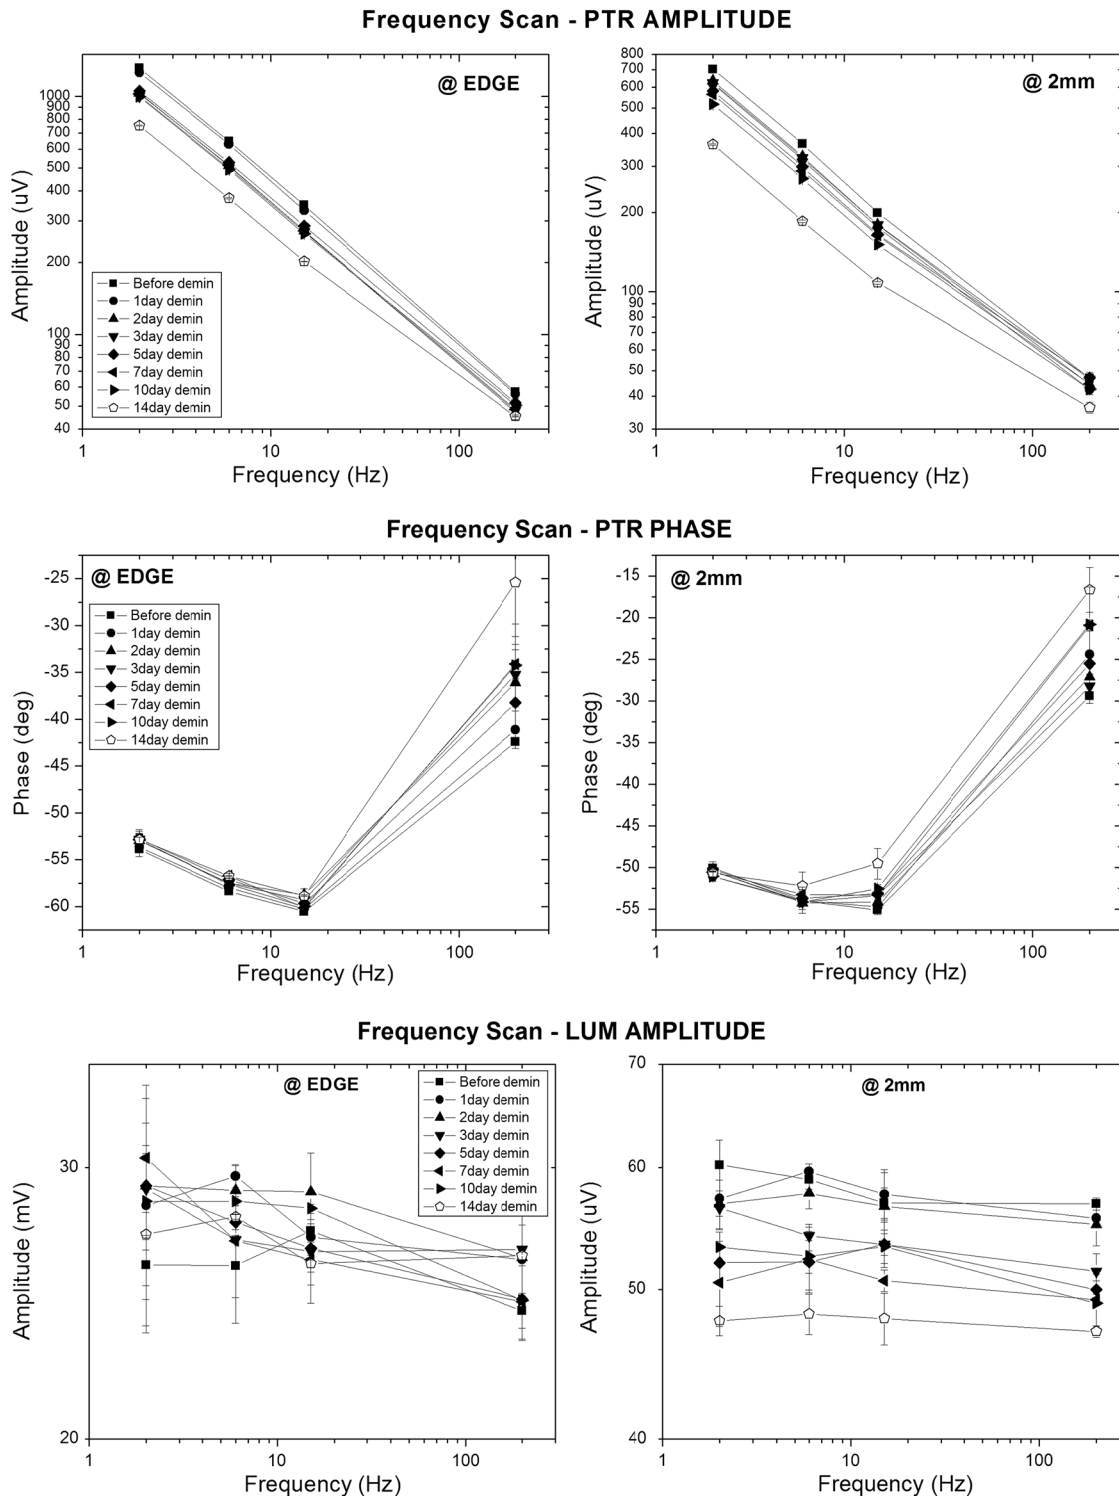 Frequency Scan - PTR AMPLITUDE
@ EDGE
Amplitude (uV)
1000
900
800
700
600
500
400
300
200
100
90
80
70
60
50
40
Before demin
1day demin
2day demin
3day demin
5day demin
7day demin
10day demin
14day demin
1
10
100
Frequency (Hz)
@ 2mm
Amplitude (uV)
800
700
600
500
400
300
200
100
90
80
70
60
50
40
30
1
10
100
Frequency (Hz)
Frequency Scan - PTR PHASE
@ EDGE
Phase (deg)
-25
-35
-40
-45
-50
-55
-60
Before demin
1day demin
2day demin
3day demin
5day demin
7day demin
10day demin
14day demin
1
10
100
Frequency (Hz)
@ 2mm
Phase (deg)
-15
-20
-25
-30
-35
-40
-45
-50
-55
1
10
100
Frequency (Hz)
Frequency Scan - LUM AMPLITUDE
@ EDGE
Amplitude (mV)
30
20
Before demin
1day demin
2day demin
3day demin
5day demin
7day demin
10day demin
14day demin
1
10
100
Frequency (Hz)
@ 2mm
Amplitude (uV)
70
60
50
40
1
10
100
Frequency (Hz)